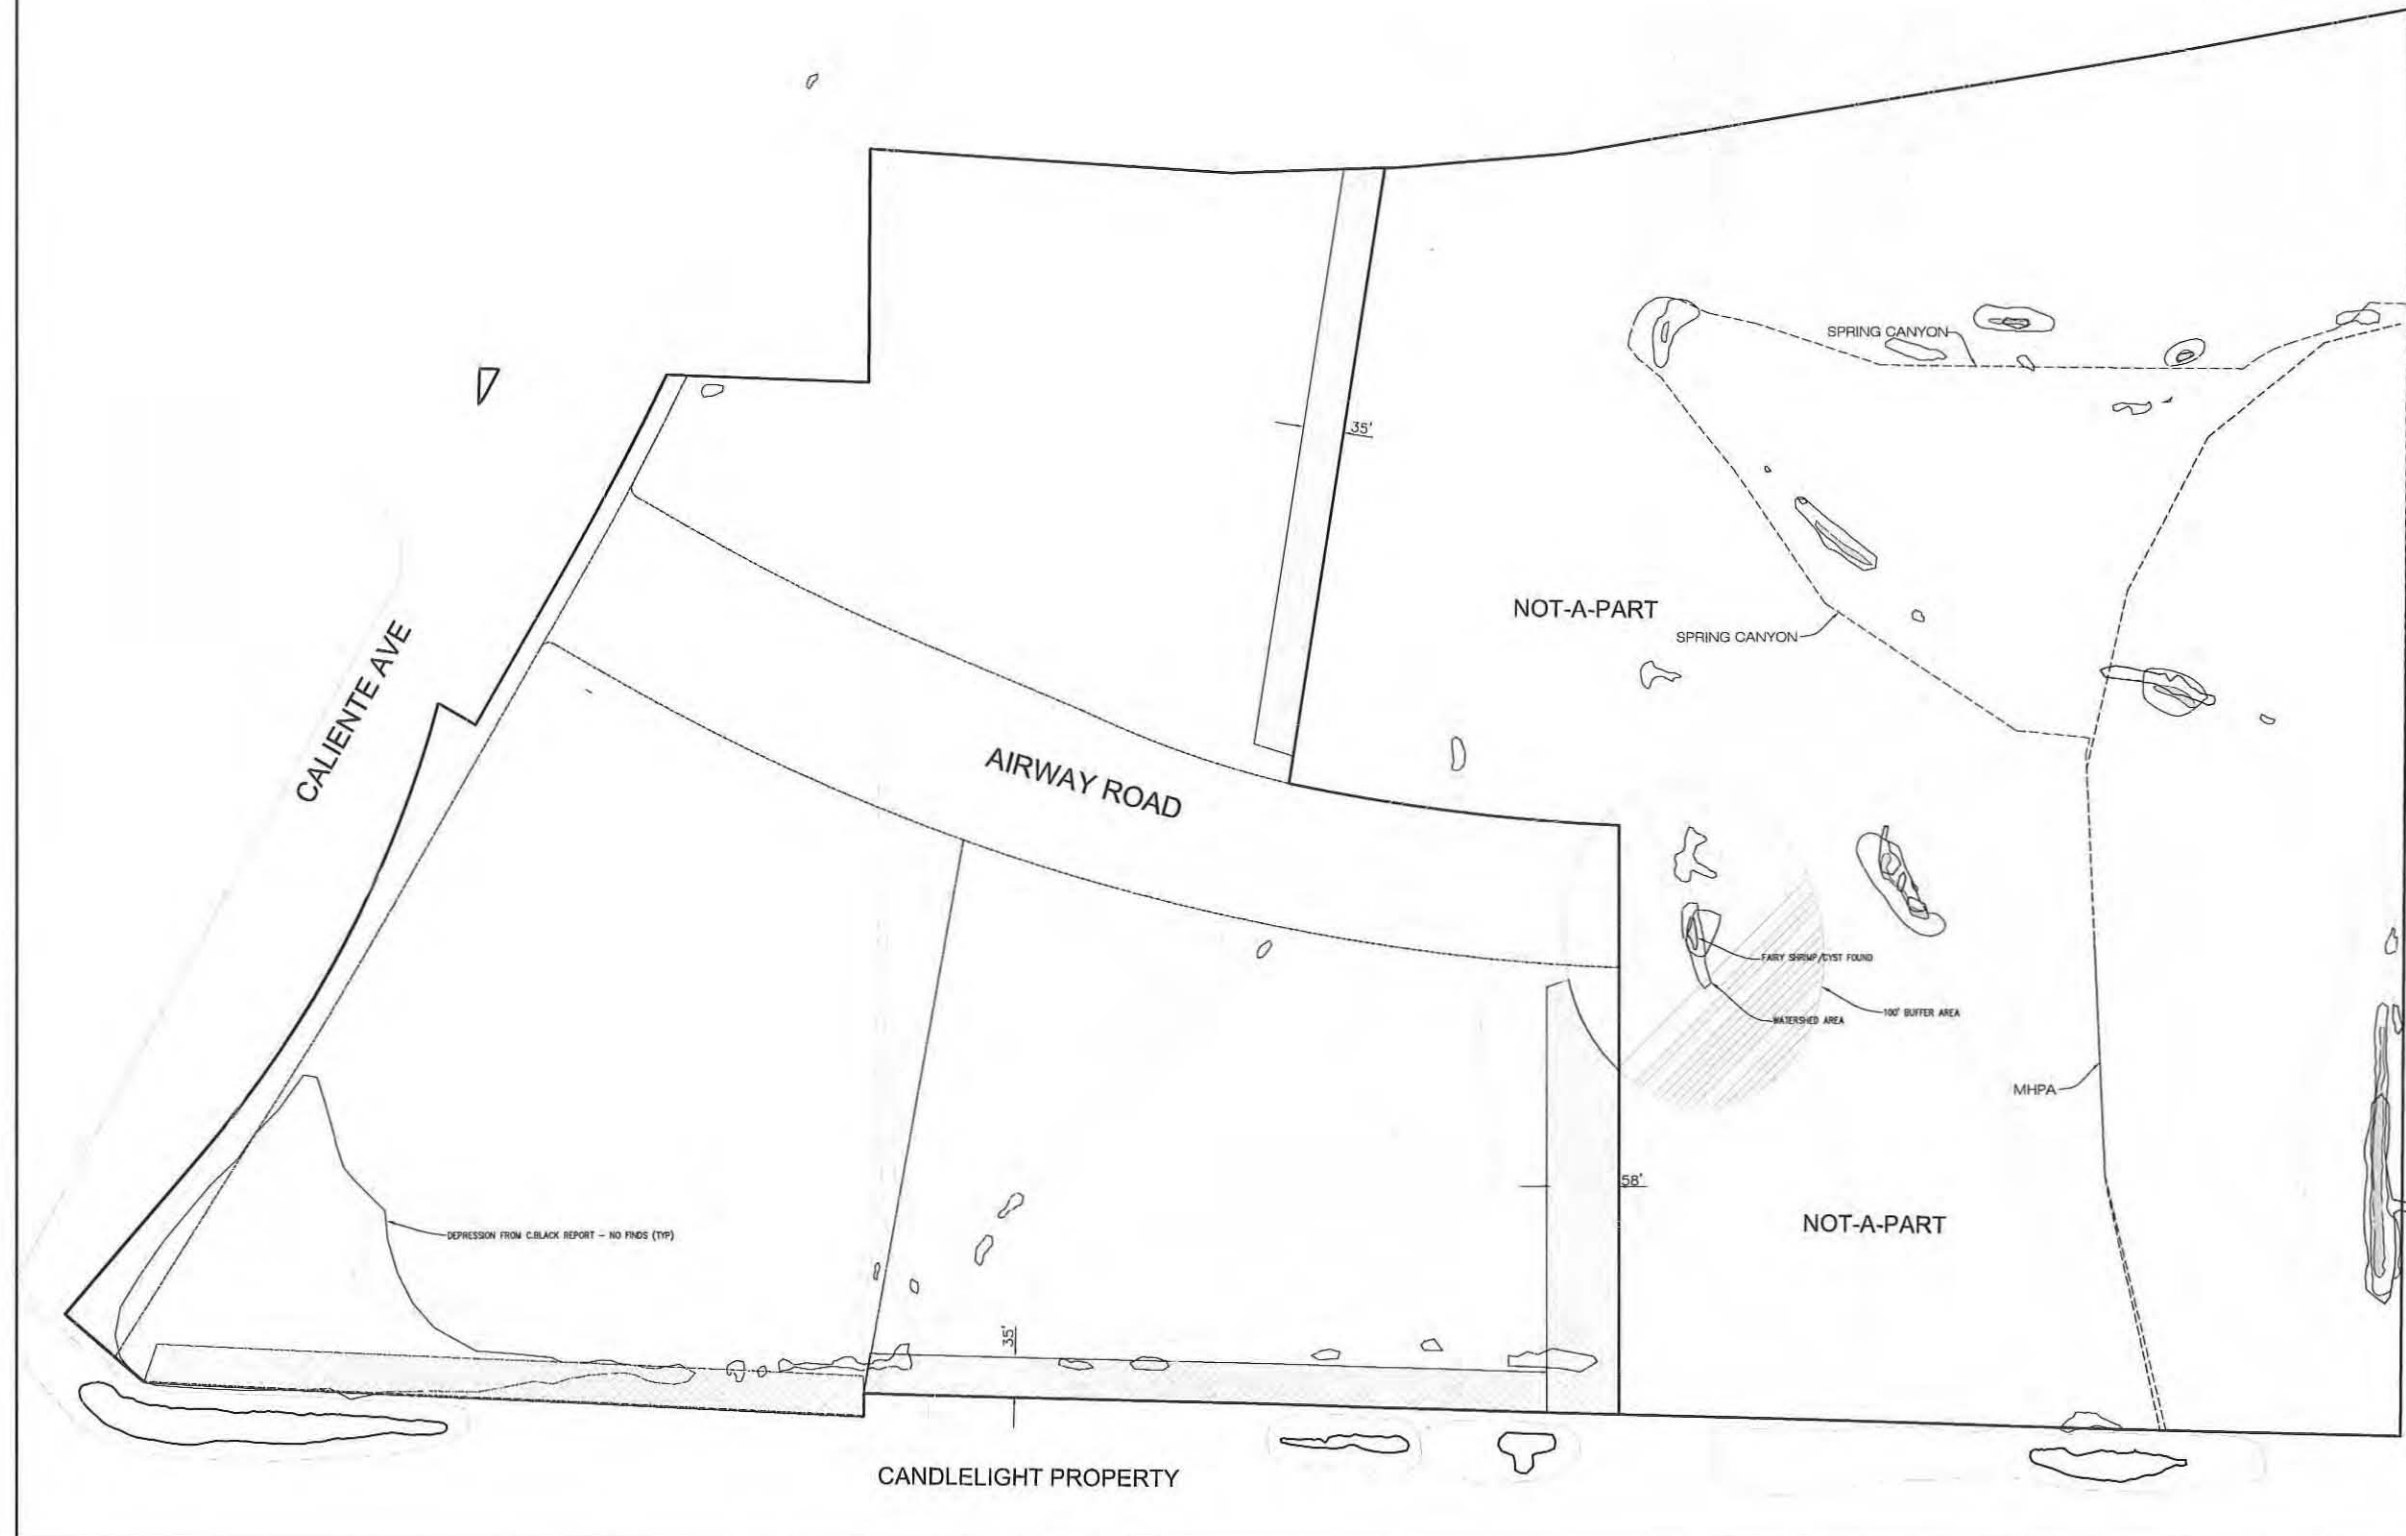 SPRING CANYON
35'
NOT-A-PART
SPRING CANYON
CALIENTE AVE
AIRWAY ROAD
FAIRY SHRIMP/CYST FOUND
WATERSHED AREA
100' BUFFER AREA
MHPA
58'
NOT-A-PART
DEPRESSION FROM C.BLACK REPORT - NO FINDS (TYP)
35'
CANDLELIGHT PROPERTY